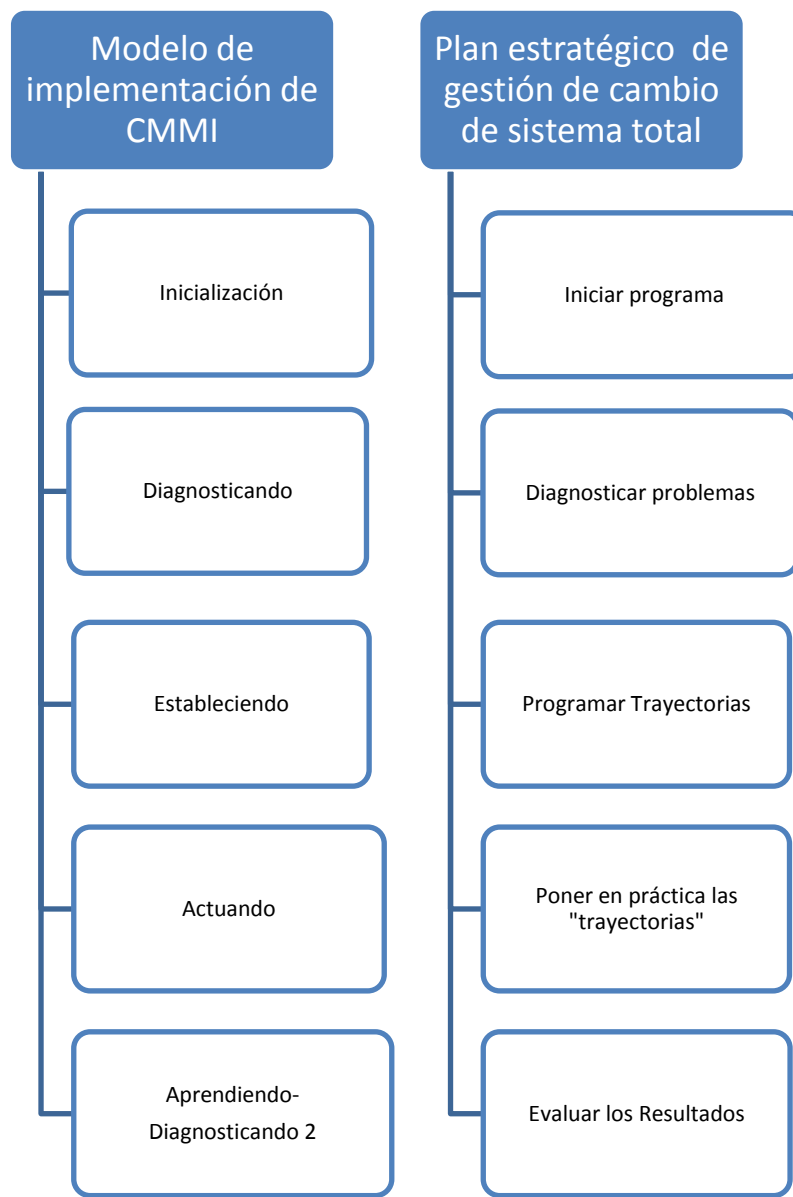 Modelo de
implementación de
CMMI
Inicialización
Diagnosticando
Estableciendo
Actuando
Aprendiendo-
Diagnosticando 2
Plan estratégico de
gestión de cambio
de sistema total
Iniciar programa
Diagnosticar problemas
Programar Trayectorias
Poner en práctica las
"trayectorias"
Evaluar los Resultados